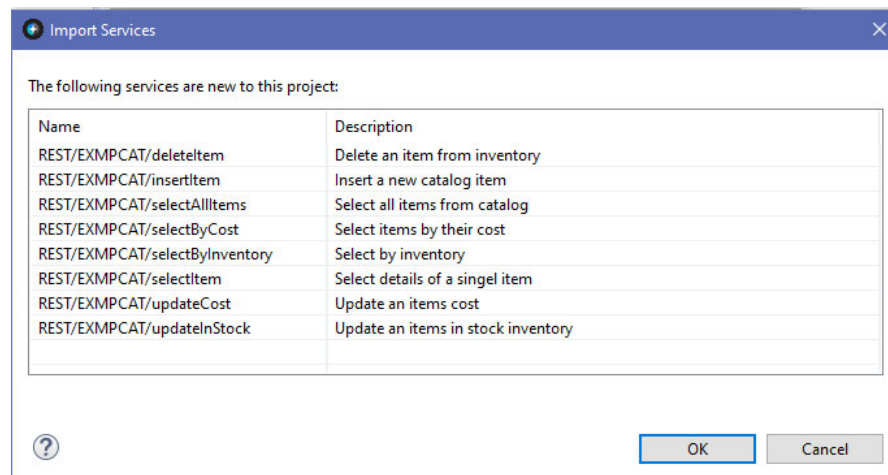 Import Services
The following services are new to this project:
Name Description
REST/EXMPCAT/deleteItem Delete an item from inventory
REST/EXMPCAT/insertItem Insert a new catalog item
REST/EXMPCAT/selectAllItems Select all items from catalog
REST/EXMPCAT/selectByCost Select items by their cost
REST/EXMPCAT/selectByInventory Select by inventory
REST/EXMPCAT/selectItem Select details of a singel item
REST/EXMPCAT/updateCost Update an items cost
REST/EXMPCAT/updateInStock Update an items in stock inventory
? OK Cancel